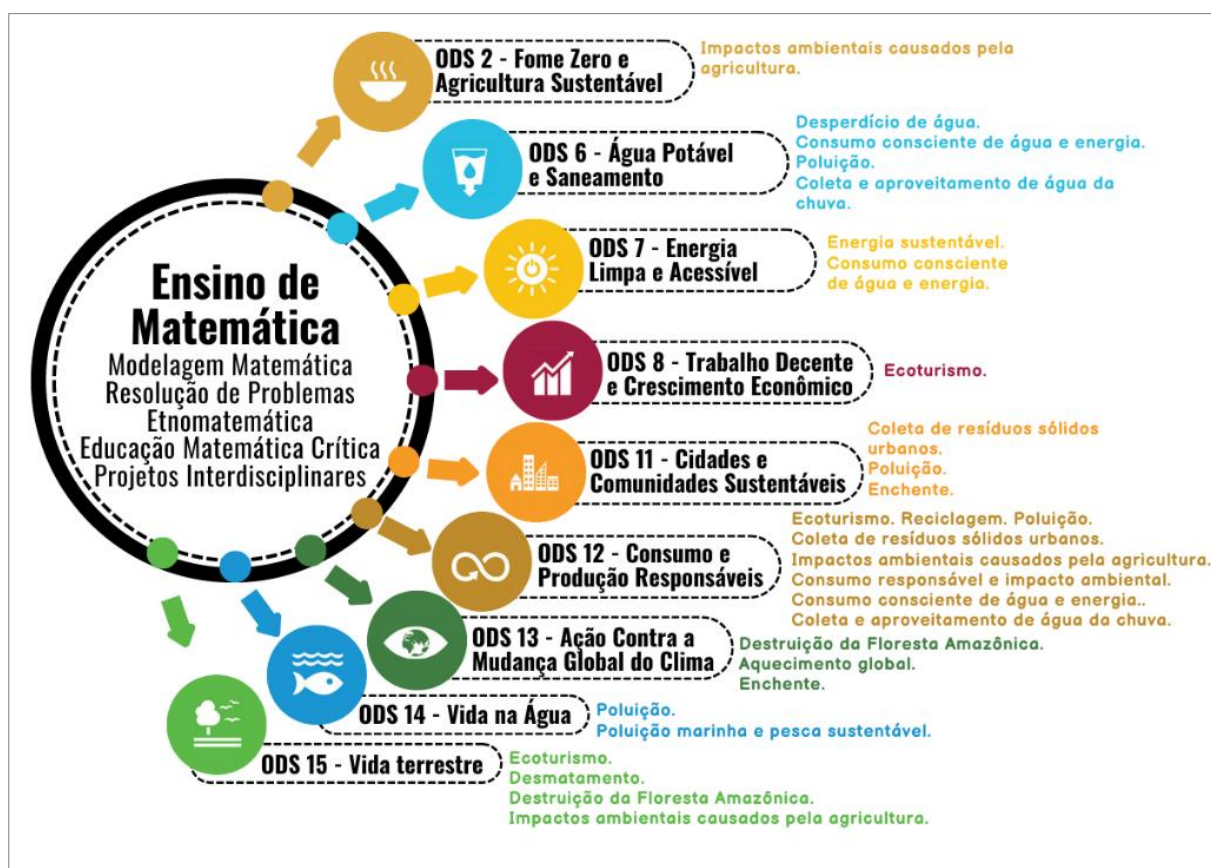 ODS 2 - Fome Zero e
Agricultura Sustentável
Impactos ambientais causados pela
agricultura.
ODS 6 - Água Potável
e Saneamento
Desperdício de água.
Consumo consciente de água e energia.
Poluição.
Coleta e aproveitamento de água da
chuva.
ODS 7 - Energia
Limpa e Acessível
Energia sustentável.
Consumo consciente
de água e energia.
Ensino de
Matemática
Modelagem Matemática
Resolução de Problemas
Etnomatemática
Educação Matemática Crítica
Projetos Interdisciplinares
ODS 8 - Trabalho Decente
e Crescimento Econômico
Ecoturismo.
ODS 11 - Cidades e
Comunidades Sustentáveis
Coleta de resíduos sólidos
urbanos.
Poluição.
Enchente.
ODS 12 - Consumo e
Produção Responsáveis
Ecoturismo. Reciclagem. Poluição.
Coleta de resíduos sólidos urbanos.
Impactos ambientais causados pela agricultura.
Consumo responsável e impacto ambiental.
Consumo consciente de água e energia..
Coleta e aproveitamento de água da chuva.
ODS 13 - Ação Contra a
Mudança Global do Clima
Destruição da Floresta Amazônica.
Aquecimento global.
Enchente.
ODS 14 - Vida na Água
Poluição.
Poluição marinha e pesca sustentável.
ODS 15 - Vida terrestre
Ecoturismo.
Desmatamento.
Destruição da Floresta Amazônica.
Impactos ambientais causados pela agricultura.